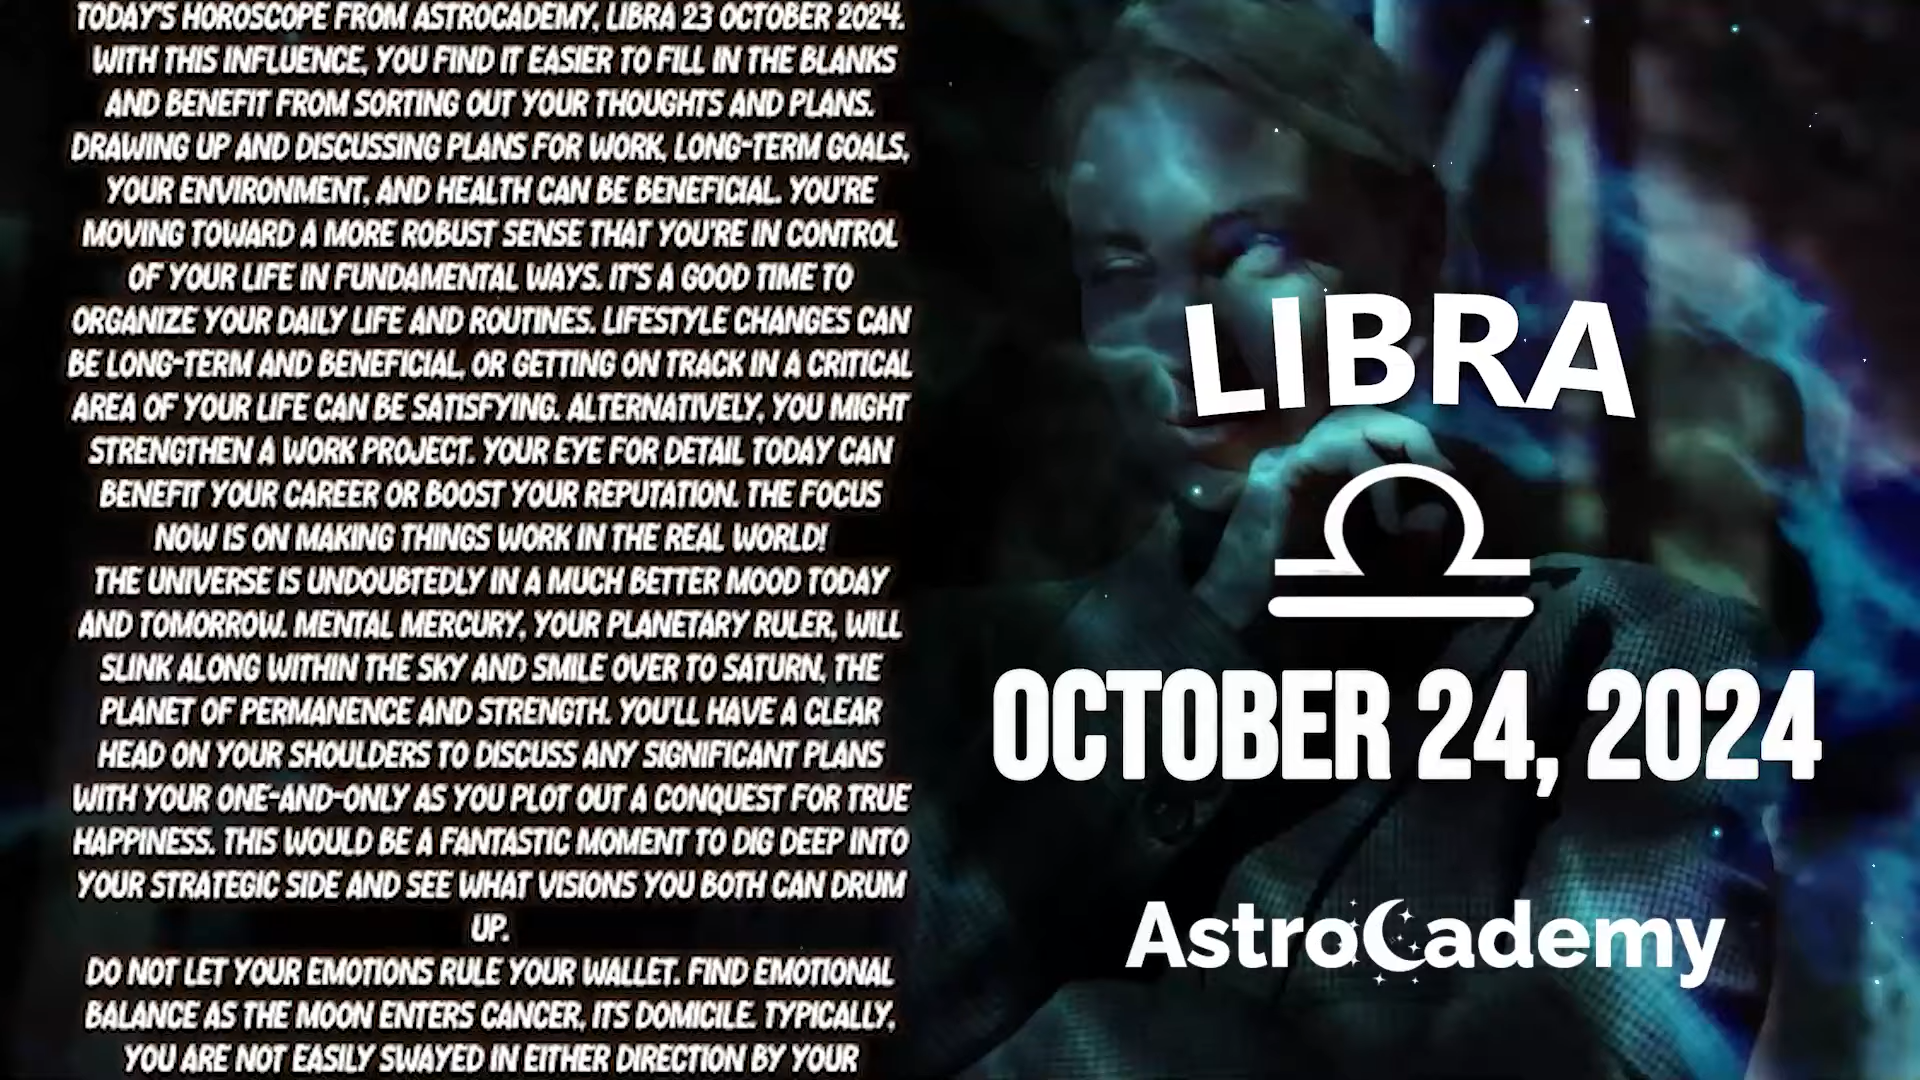 TODAY'S HOROSCOPE FROM ASTROCADEMY, LIBRA 23 OCTOBER 2024.
WITH THIS INFLUENCE, YOU FIND IT EASIER TO FILL IN THE BLANKS
AND BENEFIT FROM SORTING OUT YOUR THOUGHTS AND PLANS.
DRAWING UP AND DISCUSSING PLANS FOR WORK, LONG-TERM GOALS,
YOUR ENVIRONMENT, AND HEALTH CAN BE BENEFICIAL. YOU'RE
MOVING TOWARD A MORE ROBUST SENSE THAT YOU'RE IN CONTROL
OF YOUR LIFE IN FUNDAMENTAL WAYS. IT'S A GOOD TIME TO
ORGANIZE YOUR DAILY LIFE AND ROUTINES. LIFESTYLE CHANGES CAN
BE LONG-TERM AND BENEFICIAL, OR GETTING ON TRACK IN A CRITICAL
AREA OF YOUR LIFE CAN BE SATISFYING. ALTERNATIVELY, YOU MIGHT
STRENGTHEN A WORK PROJECT. YOUR EYE FOR DETAIL TODAY CAN
BENEFIT YOUR CAREER OR BOOST YOUR REPUTATION. THE FOCUS
NOW IS ON MAKING THINGS WORK IN THE REAL WORLD!
THE UNIVERSE IS UNDOUBTEDLY IN A MUCH BETTER MOOD TODAY
AND TOMORROW. MENTAL MERCURY, YOUR PLANETARY RULER, WILL
SLINK ALONG WITHIN THE SKY AND SMILE OVER TO SATURN, THE
PLANET OF PERMANENCE AND STRENGTH. YOU'LL HAVE A CLEAR
HEAD ON YOUR SHOULDERS TO DISCUSS ANY SIGNIFICANT PLANS
WITH YOUR ONE-AND-ONLY AS YOU PLOT OUT A CONQUEST FOR TRUE
HAPPINESS. THIS WOULD BE A FANTASTIC MOMENT TO DIG DEEP INTO
YOUR STRATEGIC SIDE AND SEE WHAT VISIONS YOU BOTH CAN DRUM
UP.
DO NOT LET YOUR EMOTIONS RULE YOUR WALLET. FIND EMOTIONAL
BALANCE AS THE MOON ENTERS CANCER, ITS DOMICILE. TYPICALLY,
YOU ARE NOT EASILY SWAYED IN EITHER DIRECTION BY YOUR
LIBRA
OCTOBER 24, 2024
AstroCademy